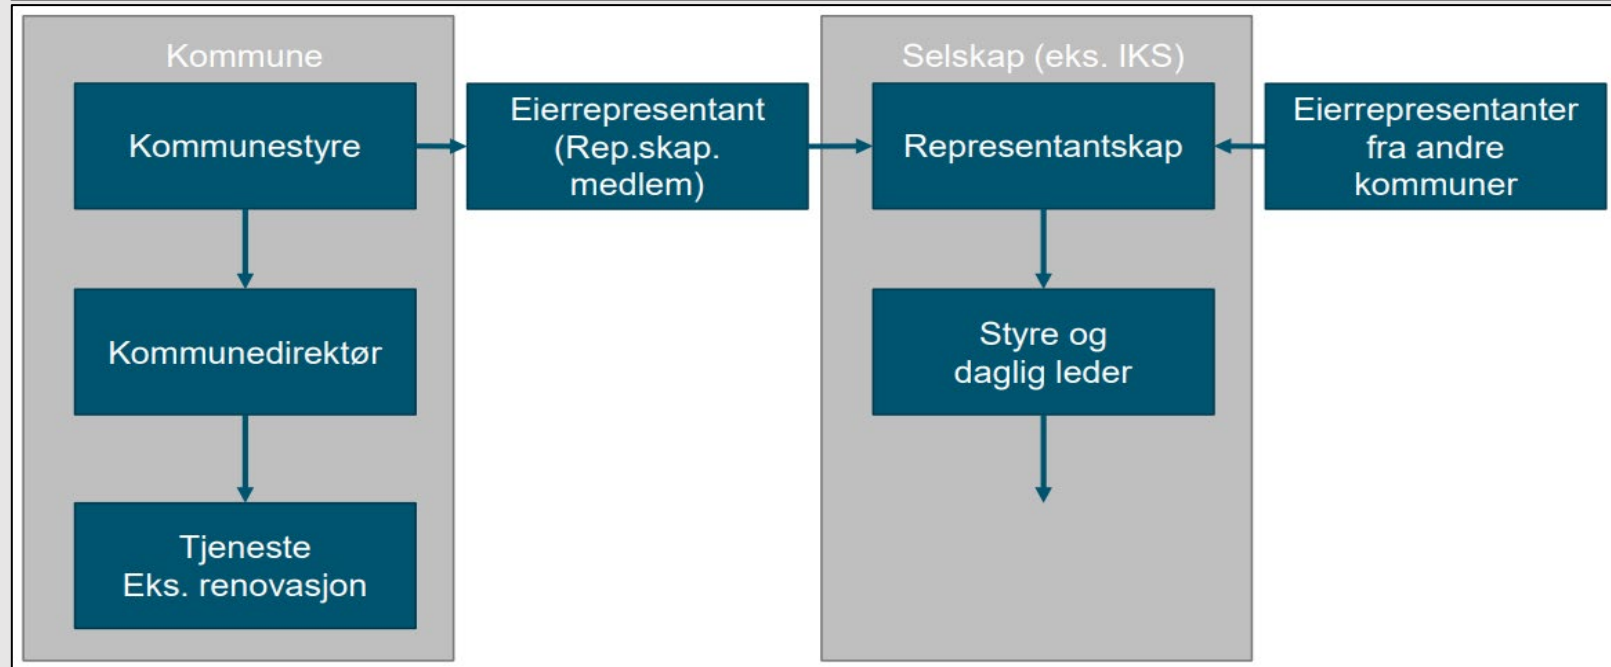 Kommune
Kommunestyre
Kommunedirektør
Tjeneste
Eks. renovasjon
Eierrepresentant
(Rep.skap.
medlem)
Selskap (eks. IKS)
Representantskap
Styre og
daglig leder
Eierrepresentanter
fra andre
kommuner